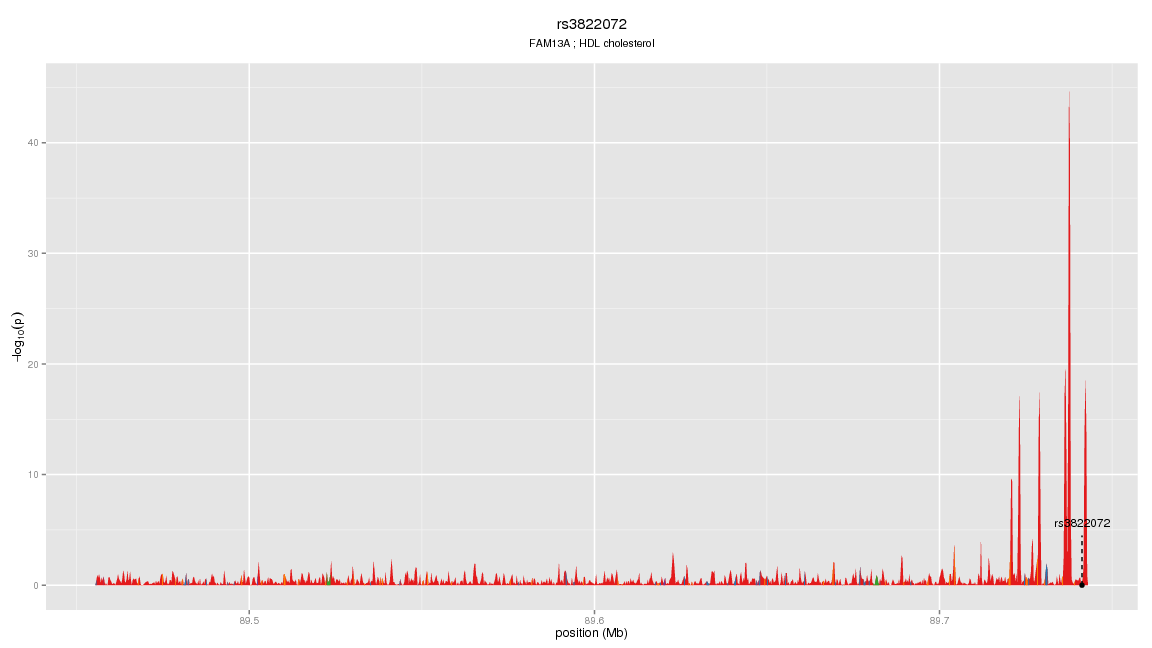 rs3822072
FAM13A ; HDL cholesterol
−log10(p)
40
30
20
10
0
rs3822072
89.5
89.6
89.7
position (Mb)